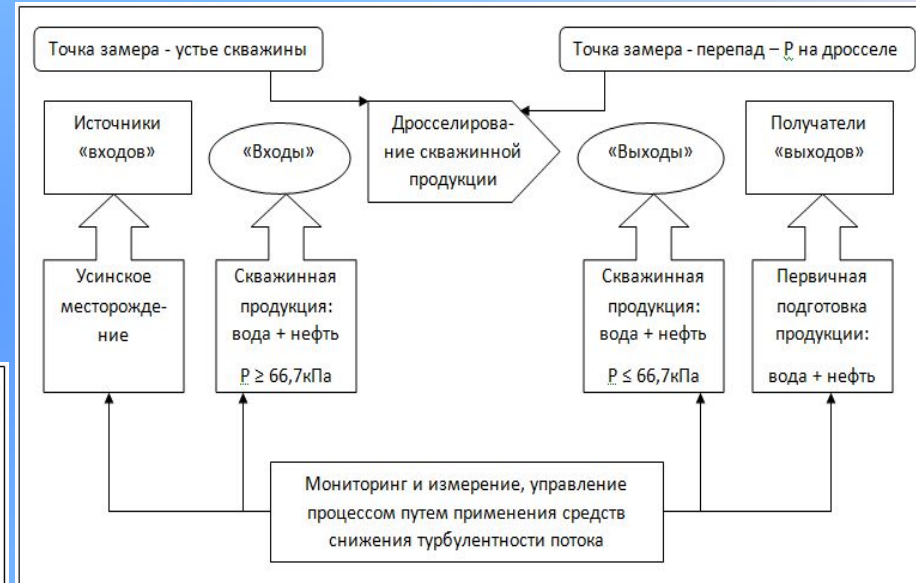 Точка замера - устье скважины
Точка замера - перепад – Р на дросселе
Источники
«входов»
«Входы»
Дросселирова-
ние скважинной
продукции
«Выходы»
Получатели
«выходов»
Усинское
месторожде-
ние
Скважинная
продукция:
вода + нефть
Р ≥ 66,7кПа
Скважинная
продукция:
вода + нефть
Р ≤ 66,7кПа
Первичная
подготовка
продукции:
вода + нефть
Мониторинг и измерение, управление
процессом путем применения средств
снижения турбулентности потока